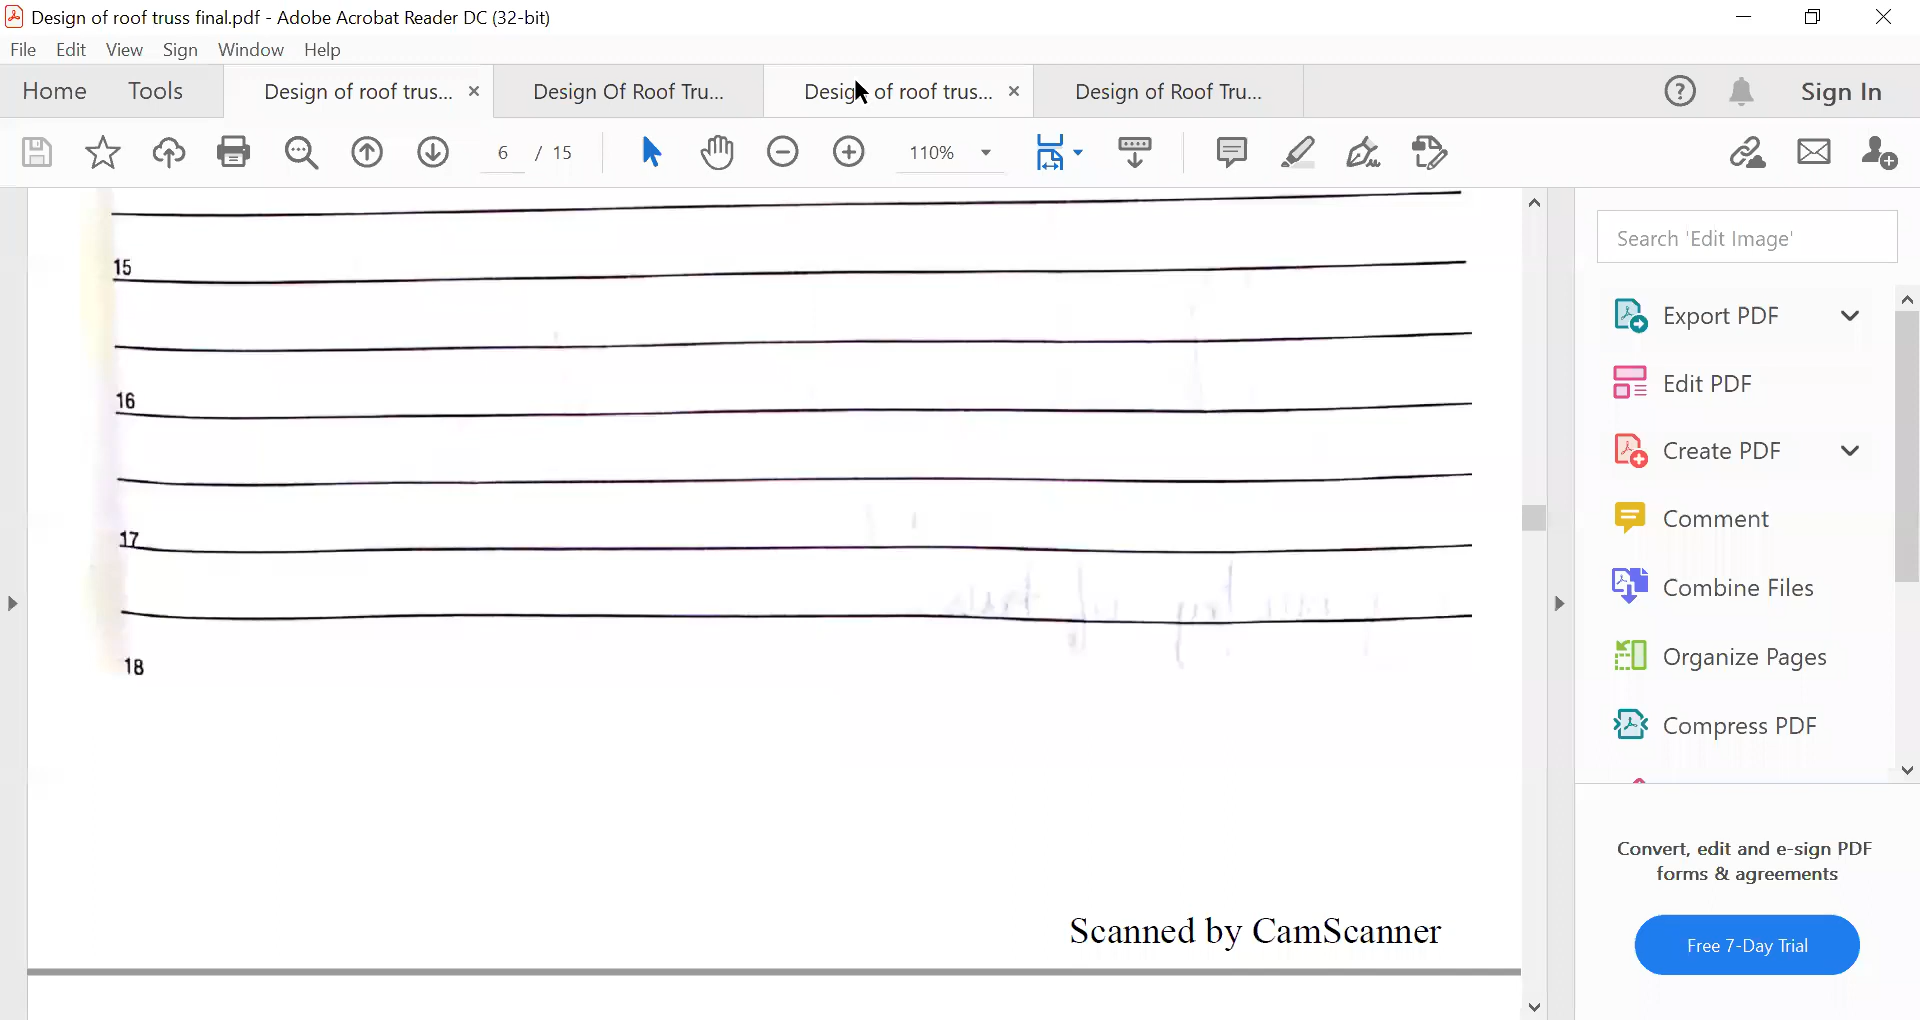 Design of roof truss final.pdf - Adobe Acrobat Reader DC (32-bit)
File Edit View Sign Window Help
Home Tools Design of roof trus... × Design Of Roof Tru... Design of roof trus... × Design of Roof Tru... Sign In
6 / 15 110%
Search 'Edit Image'
15
Export PDF
Edit PDF
16
Create PDF
Comment
17
Combine Files
18
Organize Pages
Compress PDF
Convert, edit and e-sign PDF
forms & agreements
Scanned by CamScanner
Free 7-Day Trial